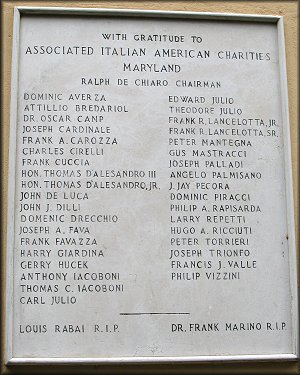 WITH GRATITUDE TO
ASSOCIATED ITALIAN AMERICAN CHARITIES
MARYLAND
RALPH DE CHIARO CHAIRMAN
DOMINIC AVERZA
ATTILLIO BREDARIOL
DR. OSCAR CAMP
JOSEPH CARDINALE
FRANK A. CAROZZA
CHARLES CIRELLI
FRANK CUCCIA
HON. THOMAS D'ALESANDRO III
HON. THOMAS D'ALESANDRO, JR.
JOHN DE LUCA
JOHN J. DILLI
DOMENIC DRECCHIO
JOSEPH A. FAVA
FRANK FAVAZZA
HARRY GIARDINA
GERRY HUCEK
ANTHONY IACOBONI
THOMAS C. IACOBONI
CARL JULIO
EDWARD JULIO
THEODORE JULIO
FRANK R. LANCELOTTA, JR.
FRANK R. LANCELOTTA, SR.
PETER MANTEGNA
GUS MASTRACCI
JOSEPH PALLADI
ANGELO PALMISANO
J. JAY PECORA
DOMINIC PIRACCI
PHILIP A. RAPISARDA
LARRY REPETTI
HUGO A. RICCIUTI
PETER TORRIERI
JOSEPH TRIONFO
FRANCIS J. VALLE
PHILIP VIZZINI
LOUIS RABAI R.I.P.
DR. FRANK MARINO R.I.P.